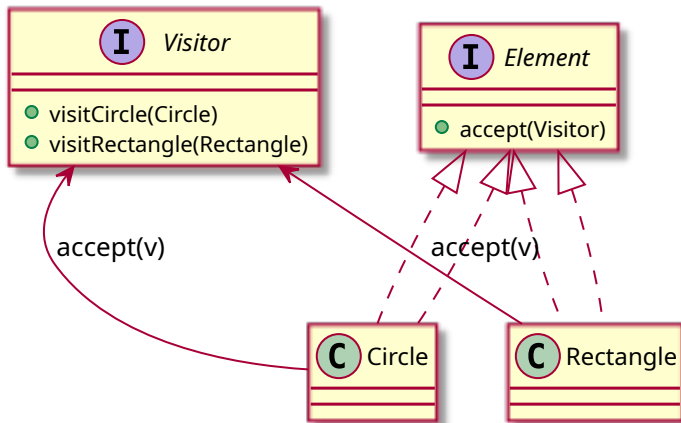 I Visitor
visitCircle(Circle)
visitRectangle(Rectangle)
I Element
accept(Visitor)
accept(v)
accept(v)
C Circle
C Rectangle